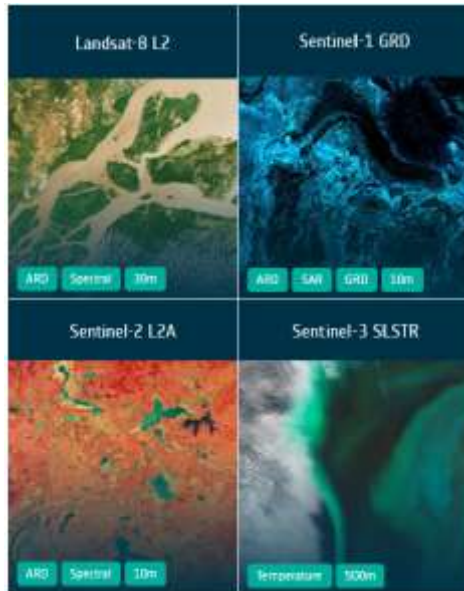 Landsat-8 L2
Sentinel-1 GRD
ARD Spectral 30m
ARD SAR GRD 10m
Sentinel-2 L2A
Sentinel-3 SLSTR
ARD Spectral 10m
Temperature 500m